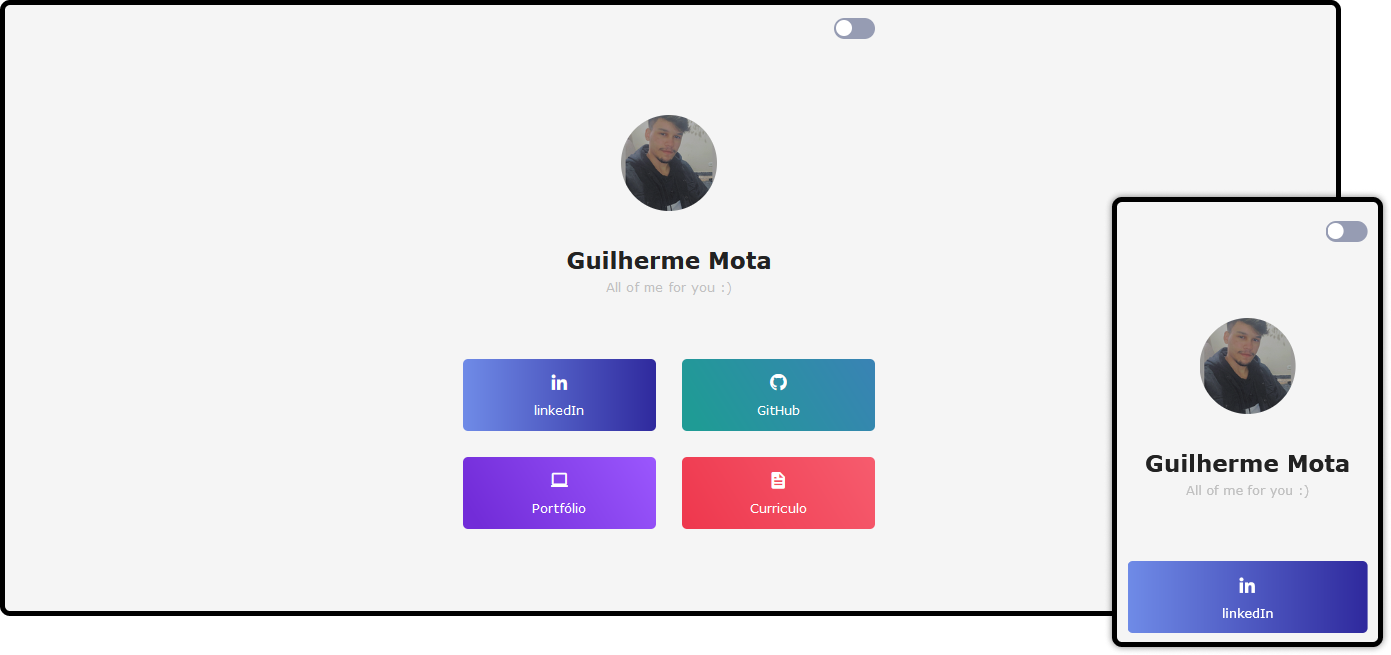 Guilherme Mota
All of me for you :)
linkedIn
GitHub
Portfólio
Curriculo
Guilherme Mota
All of me for you :)
linkedIn